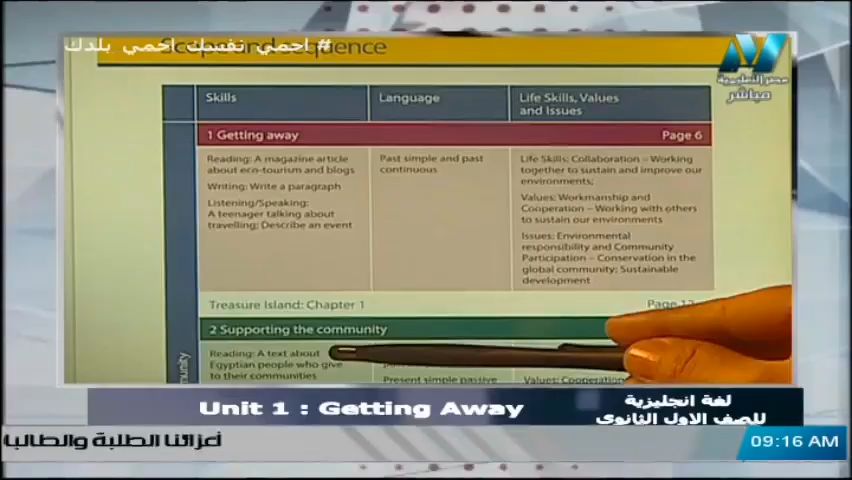 # احمي نفسك احمي بلدك
Scope and sequence
مصر التعليمية
مباشر
Skills
Language
Life Skills, Values
and Issues
1 Getting away
Page 6
Reading: A magazine article
about eco-tourism and blogs
Writing: Write a paragraph
Listening/Speaking:
A teenager talking about
travelling; Describe an event
Past simple and past
continuous
Life Skills: Collaboration – Working
together to sustain and improve our
environments;
Values: Workmanship and
Cooperation – Working with others
to sustain our environments
Issues: Environmental
responsibility and Community
Participation – Conservation in the
global community; Sustainable
development
Treasure Island: Chapter 1
Page 12
2 Supporting the community
Reading: A text about
Egyptian people who give
to their communities
Present simple passive
Values: Cooperation
Unit 1 : Getting Away
لغة انجليزية
للصف الاول الثانوى
أعزائنا الطلبة والطالبا
09:16 AM